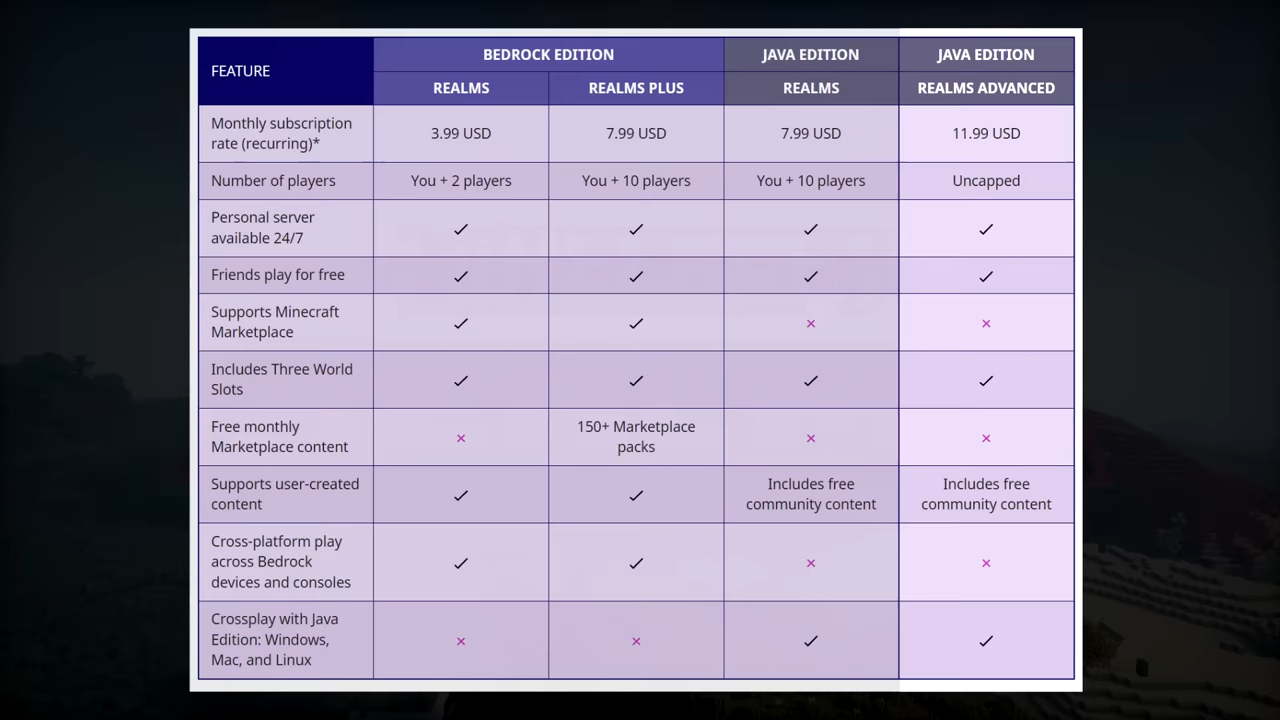 FEATURE
BEDROCK EDITION
JAVA EDITION
JAVA EDITION
REALMS
REALMS PLUS
REALMS
REALMS ADVANCED
Monthly subscription
rate (recurring)*
3.99 USD
7.99 USD
7.99 USD
11.99 USD
Number of players
You + 2 players
You + 10 players
You + 10 players
Uncapped
Personal server
available 24/7
✓
✓
✓
✓
Friends play for free
✓
✓
✓
✓
Supports Minecraft
Marketplace
✓
✓
×
×
Includes Three World
Slots
✓
✓
✓
✓
Free monthly
Marketplace content
×
150+ Marketplace
packs
×
×
Supports user-created
content
✓
✓
Includes free
community content
Includes free
community content
Cross-platform play
across Bedrock
devices and consoles
✓
✓
×
×
Crossplay with Java
Edition: Windows,
Mac, and Linux
×
×
✓
✓